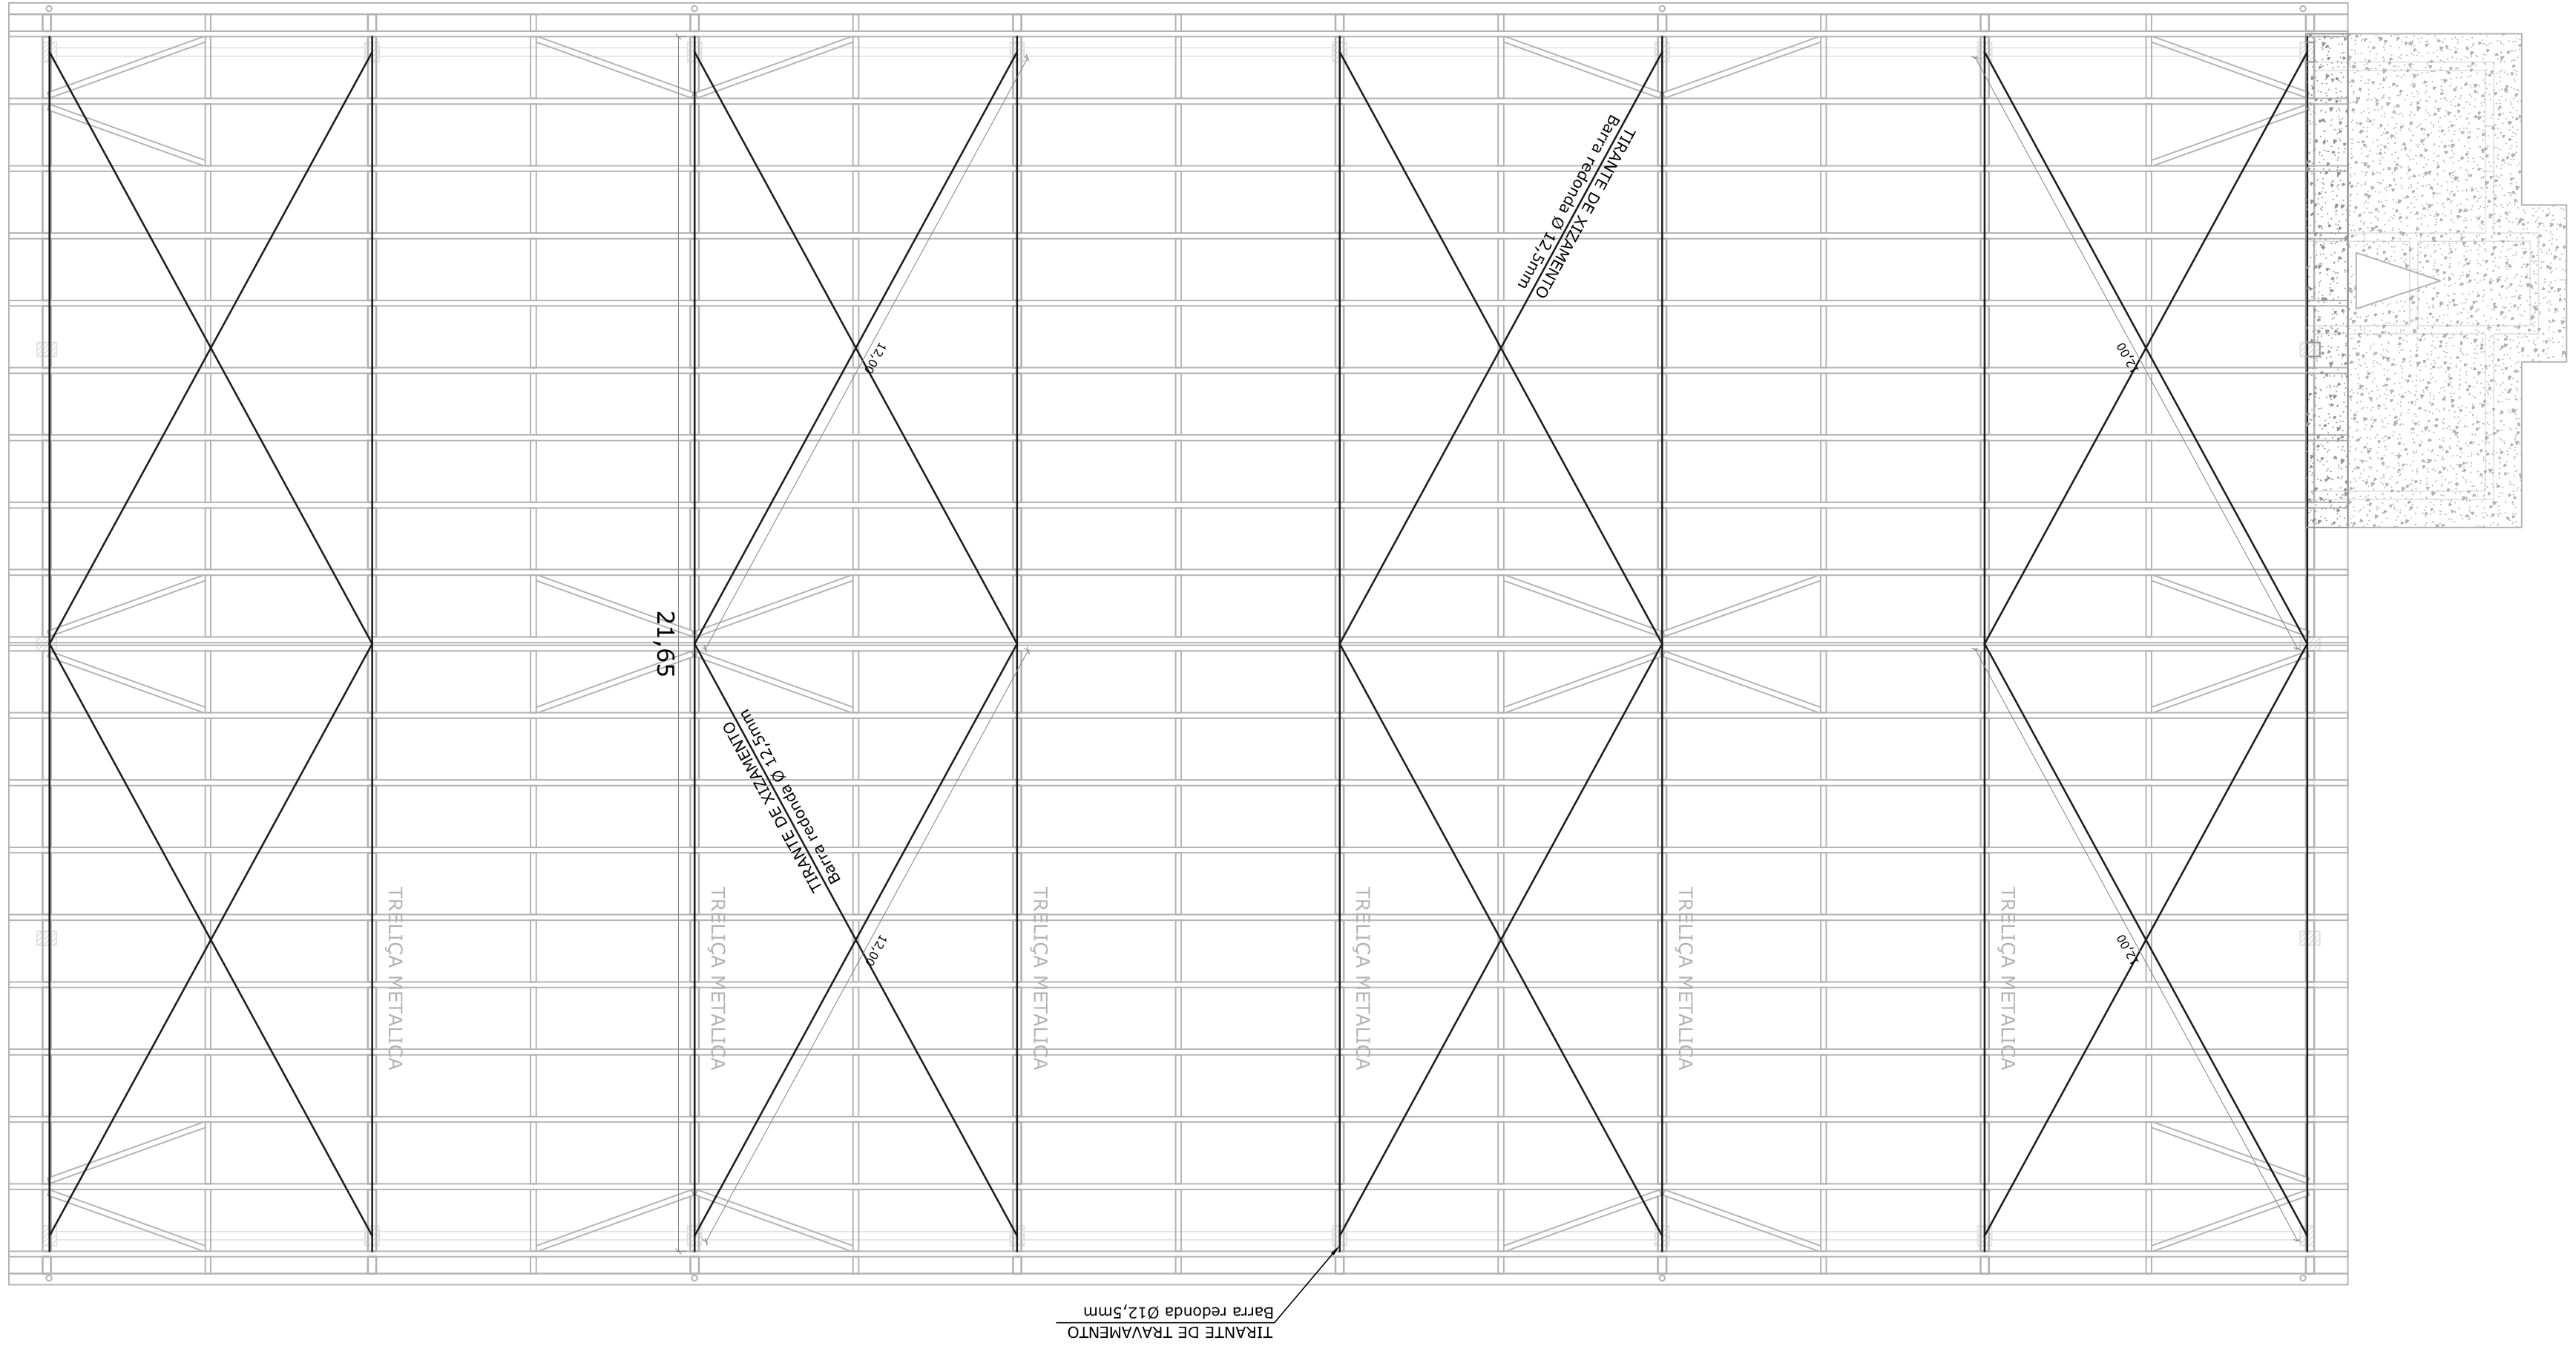 TIRANTE DE XIZAMENTO
Barra redonda Ø 12,5mm
12,00
12,00
21,65
TIRANTE DE XIZAMENTO
Barra redonda Ø 12,5mm
TRELIÇA METALICA
TRELIÇA METALICA
TRELIÇA METALICA
TRELIÇA METALICA
TRELIÇA METALICA
TRELIÇA METALICA
12,00
12,00
TIRANTE DE TRAVAMENTO
Barra redonda Ø12,5mm